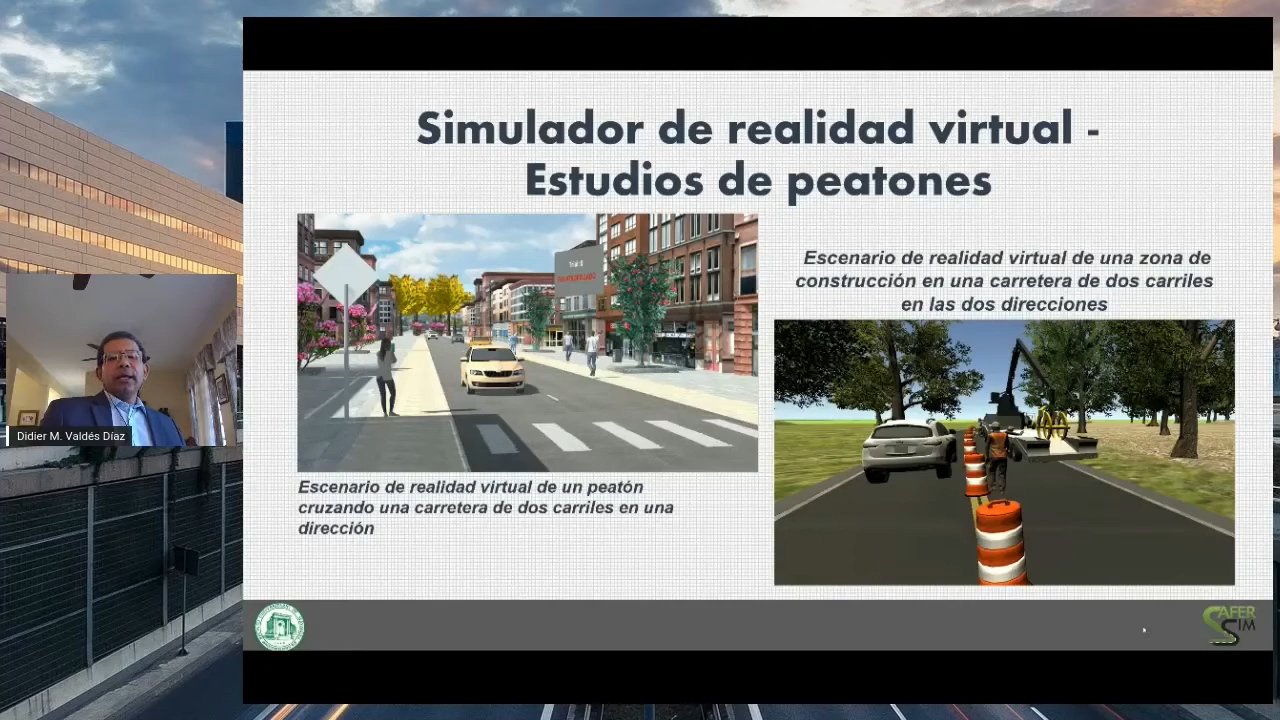 Simulador de realidad virtual -
Estudios de peatones
Escenario de realidad virtual de una zona de
construcción en una carretera de dos carriles
en las dos direcciones
Escenario de realidad virtual de un peatón
cruzando una carretera de dos carriles en una
dirección
Didier M. Valdés Díaz
SAFER
SIM